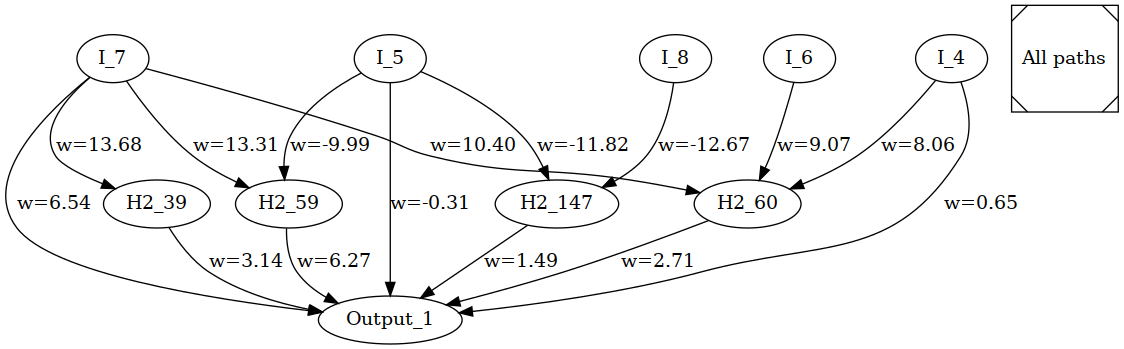 I_7
I_5
I_8
I_6
I_4
All paths
w=13.68
w=13.31
w=-9.99
w=10.40
w=-11.82
w=-12.67
w=9.07
w=8.06
w=6.54
H2_39
H2_59
w=-0.31
H2_147
H2_60
w=0.65
w=3.14
w=6.27
w=1.49
w=2.71
Output_1